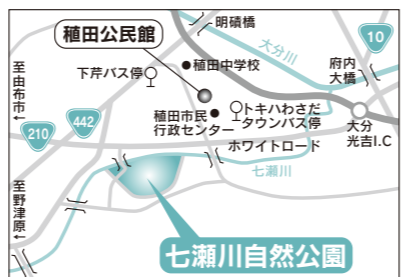 明磧橋
10
稙田公民館
大分川
府内
大橋
下芹バス停
稙田中学校
至由布市↑
442
210
稙田市民
行政センター
トキハわさだ
タウンバス停
大分
光吉I.C
ホワイトロード
七瀬川
至野津原↓
七瀬川自然公園